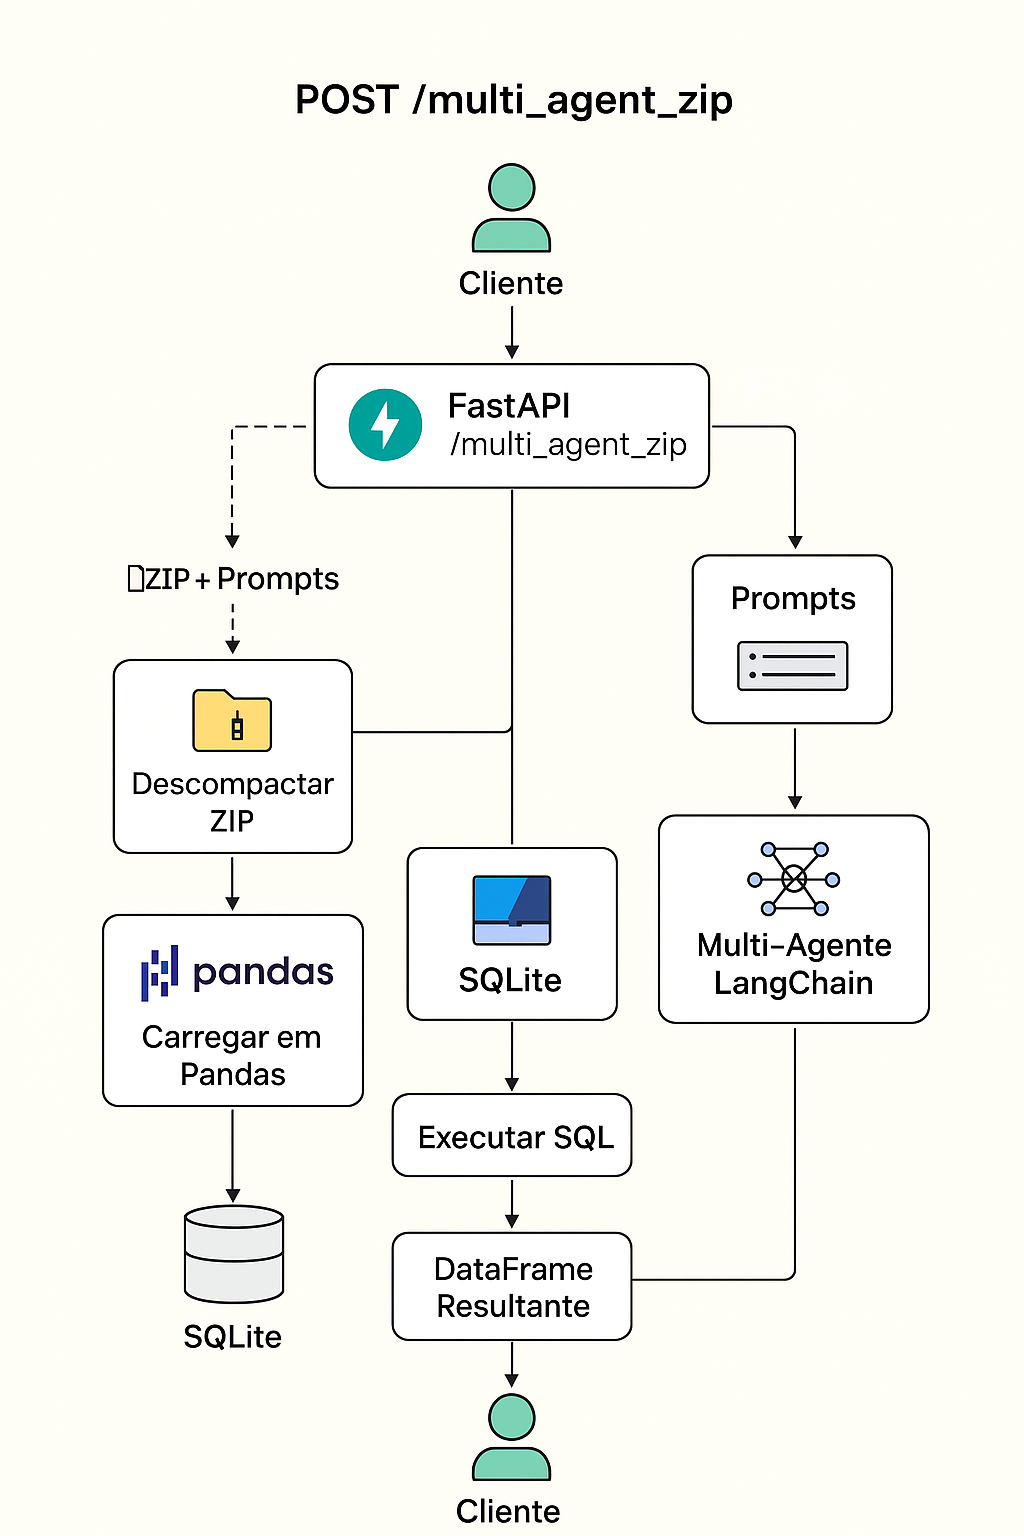 POST /multi_agent_zip
Cliente
FastAPI
/multi_agent_zip
ZIP + Prompts
Prompts
Descompactar
ZIP
pandas
Carregar em
Pandas
SQLite
SQLite
Multi-Agente
LangChain
Executar SQL
DataFrame
Resultante
Cliente